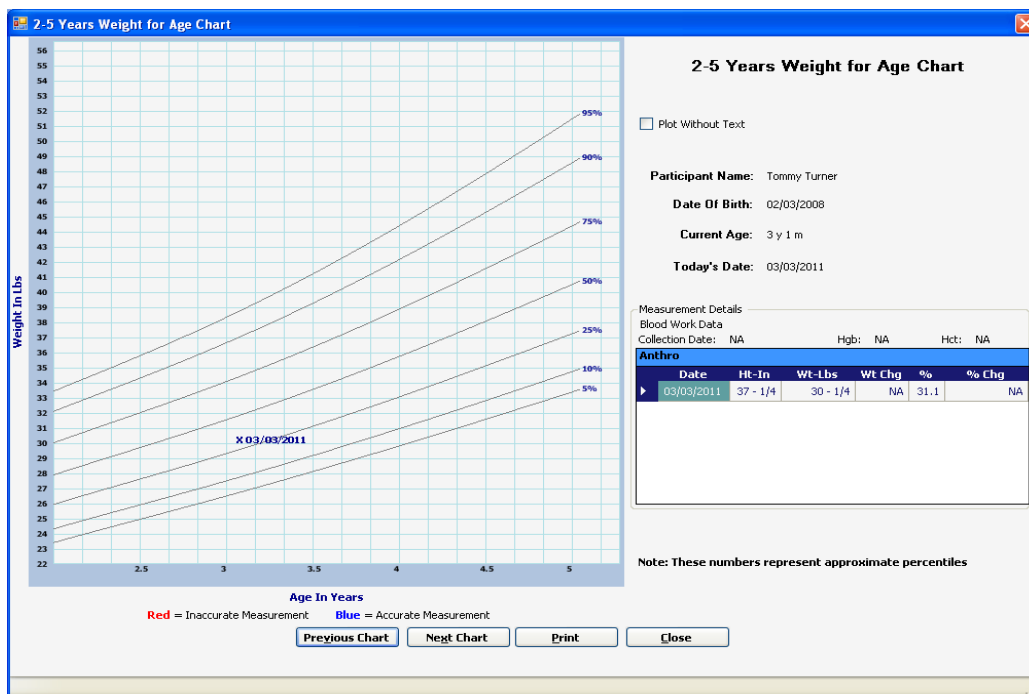 2-5 Years Weight for Age Chart
2-5 Years Weight for Age Chart
Plot Without Text
Participant Name: Tommy Turner
Date Of Birth: 02/03/2008
Current Age: 3 y 1 m
Today's Date: 03/03/2011
Measurement Details
Blood Work Data
Collection Date: NA Hgb: NA Hct: NA
Anthro
Date Ht-In Wt-Lbs Wt Chg % % Chg
03/03/2011 37 - 1/4 30 - 1/4 NA 31.1 NA
Note: These numbers represent approximate percentiles
Weight In Lbs
56
55
54
53
52
51
50
49
48
47
46
45
44
43
42
41
40
39
38
37
36
35
34
33
32
31
30
29
28
27
26
25
24
23
22
95%
90%
75%
50%
25%
10%
5%
X 03/03/2011
2.5 3 3.5 4 4.5 5
Age In Years
Red = Inaccurate Measurement Blue = Accurate Measurement
Previous Chart Next Chart Print Close